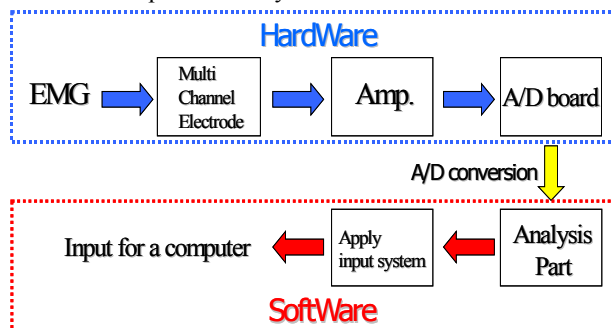 HardWare
EMG
Multi
Channel
Electrode
Amp.
A/D board
A/D conversion
Input for a computer
Apply
input system
Analysis
Part
SoftWare